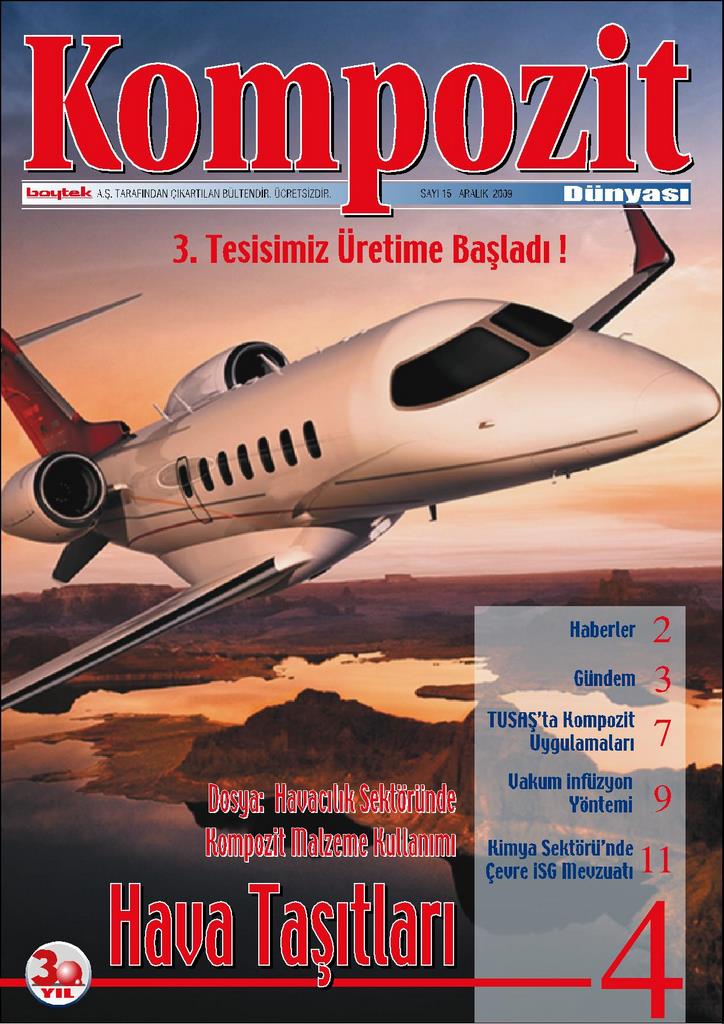 Kompozit
boytek A.Ş. TARAFINDAN ÇIKARTILAN BÜLTENDİR. ÜCRETSİZDİR. SAYI 15 ARALIK 2009 Dünyası
3. Tesisimiz Üretime Başladı !
Haberler 2
Gündem 3
TUSAŞ'ta Kompozit
Uygulamaları 7
Vakum infüzyon
Yöntemi 9
Kimya Sektörü'nde
Çevre iSG Mevzuatı 11
Dosya: Havacılık Sektöründe
Kompozit Malzeme Kullanımı
Hava Taşıtları 4
30.
YIL